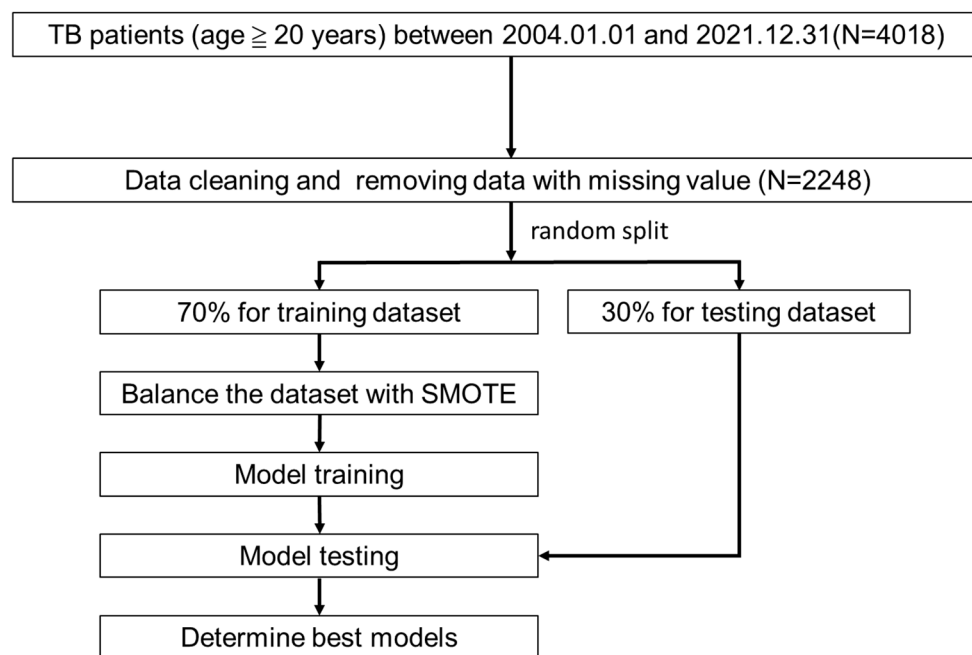 TB patients (age ≧ 20 years) between 2004.01.01 and 2021.12.31(N=4018)
Data cleaning and removing data with missing value (N=2248)
random split
70% for training dataset
30% for testing dataset
Balance the dataset with SMOTE
Model training
Model testing
Determine best models